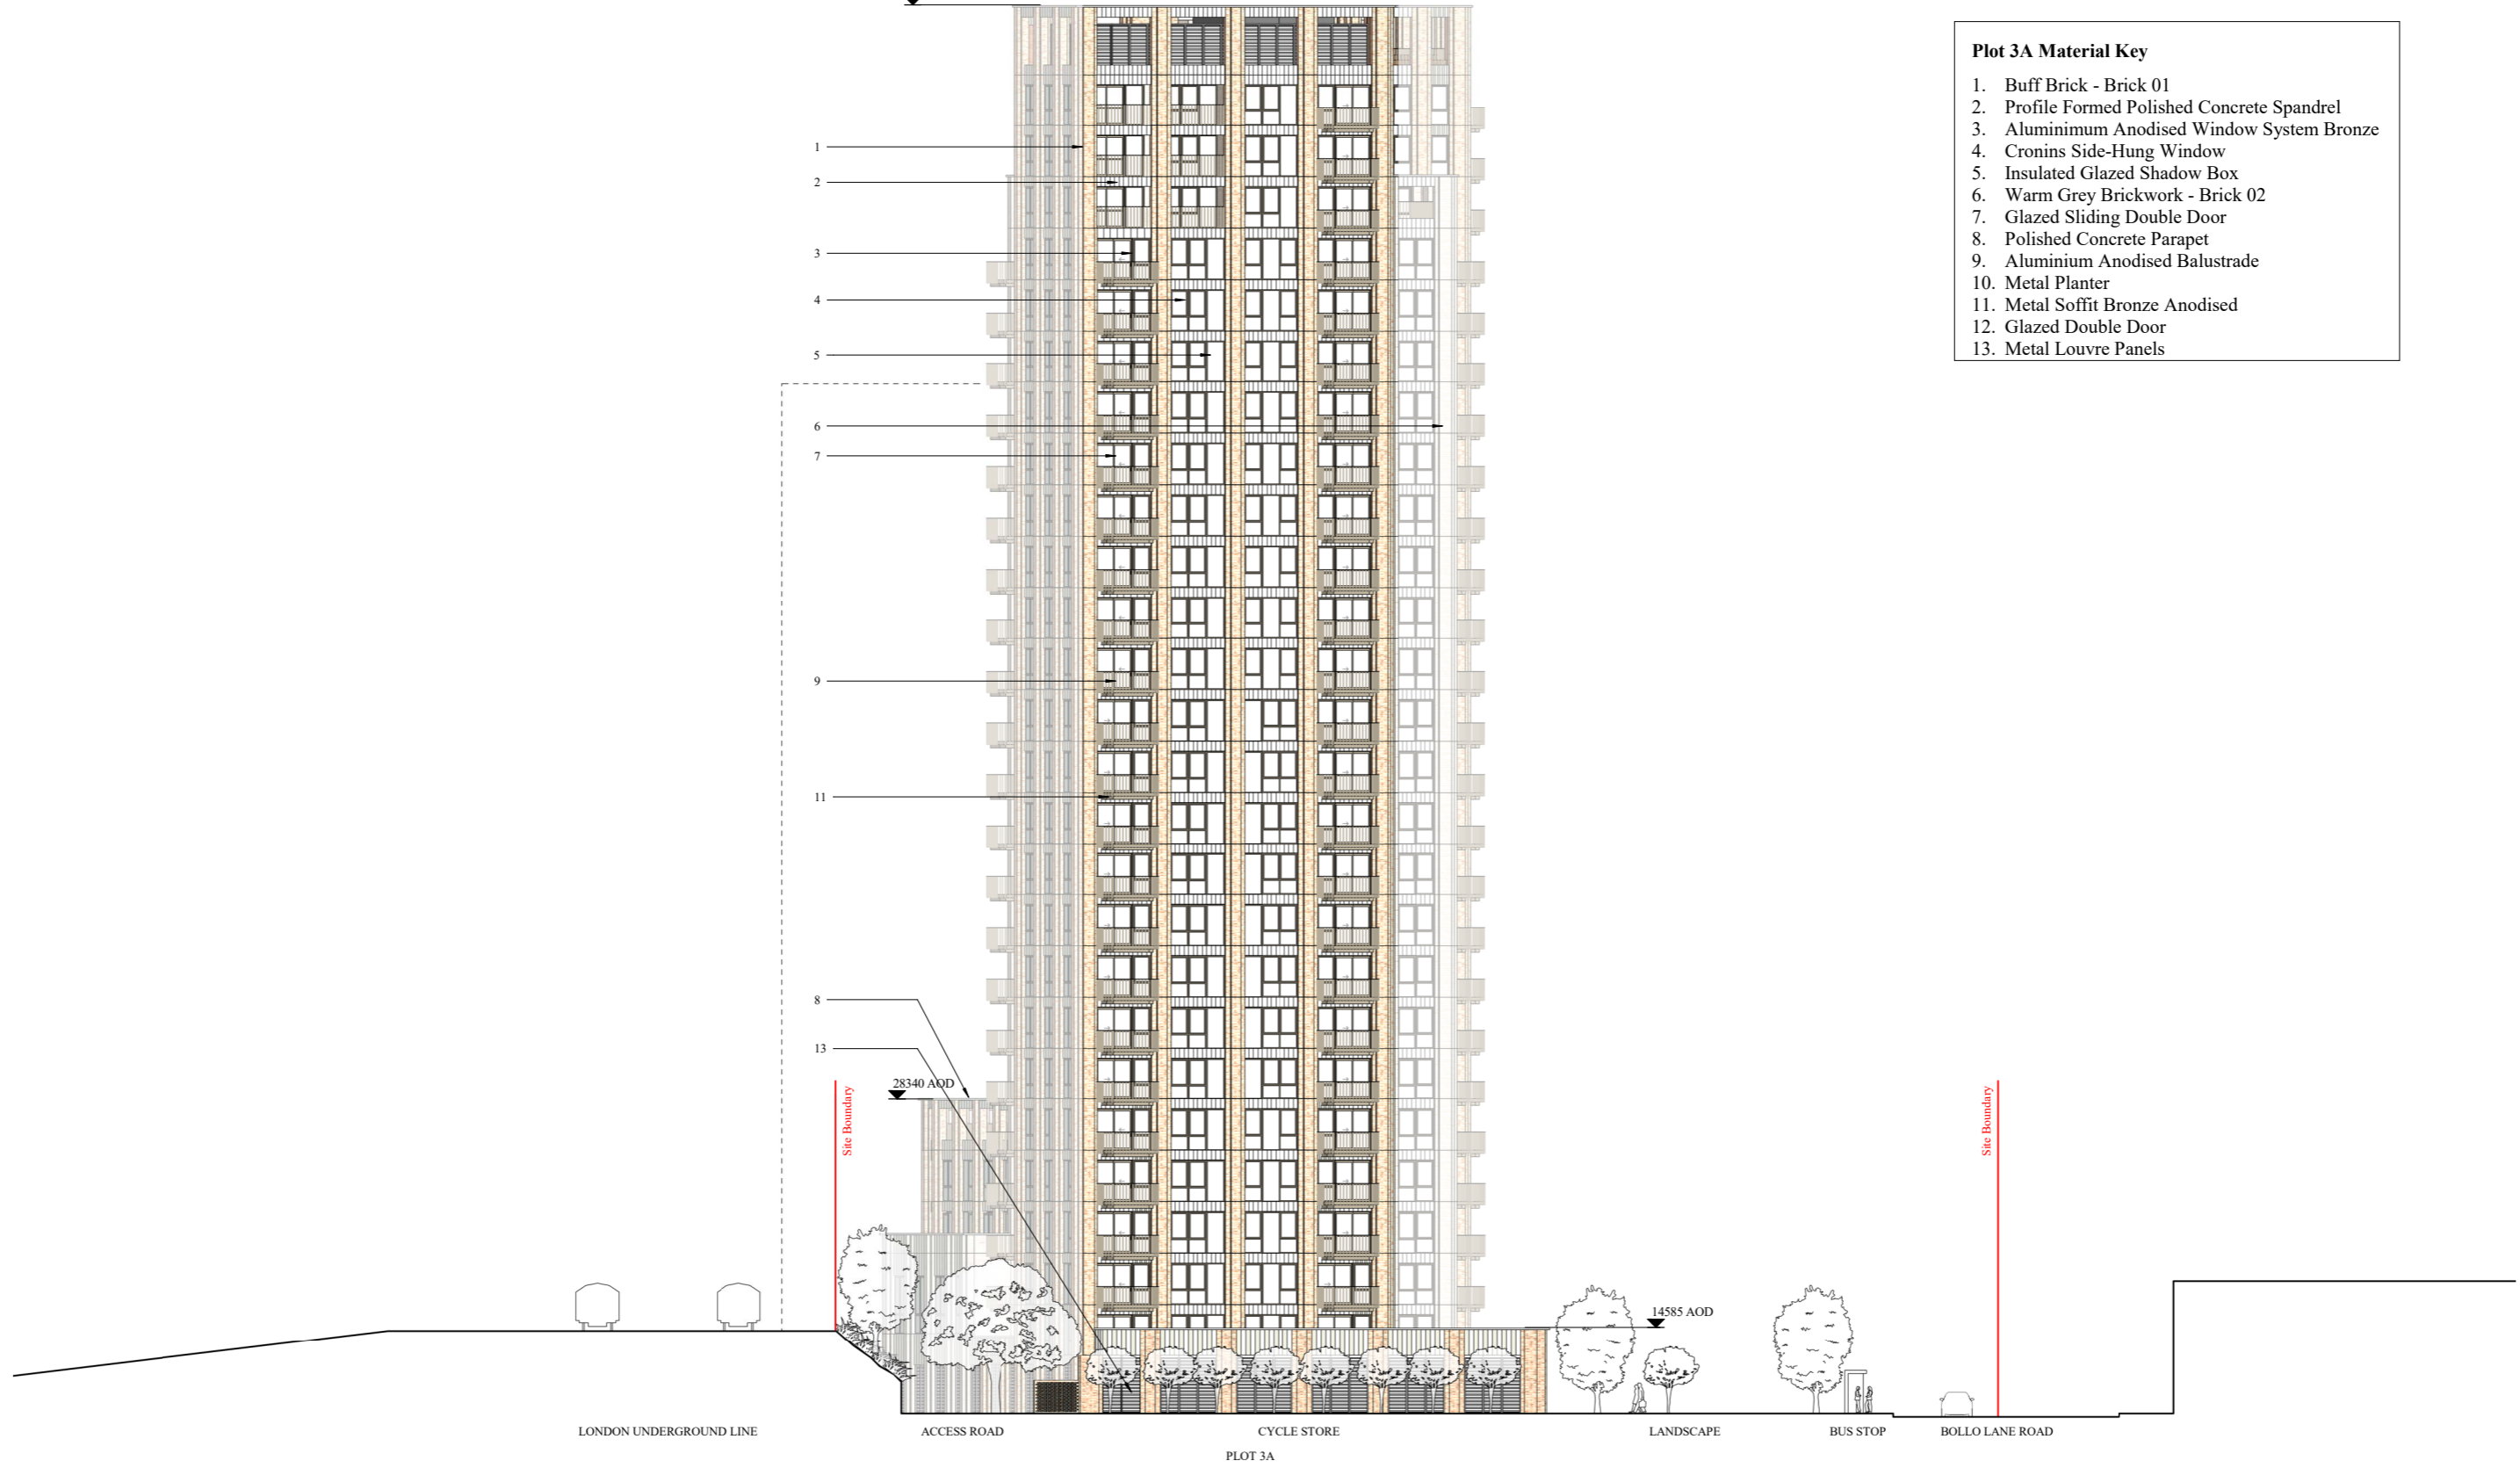 Plot 3A Material Key
1. Buff Brick - Brick 01
2. Profile Formed Polished Concrete Spandrel
3. Aluminimum Anodised Window System Bronze
4. Cronins Side-Hung Window
5. Insulated Glazed Shadow Box
6. Warm Grey Brickwork - Brick 02
7. Glazed Sliding Double Door
8. Polished Concrete Parapet
9. Aluminium Anodised Balustrade
10. Metal Planter
11. Metal Soffit Bronze Anodised
12. Glazed Double Door
13. Metal Louvre Panels
1
2
3
4
5
6
7
9
11
8
13
28340 AOD
Site Boundary
Site Boundary
14585 AOD
LONDON UNDERGROUND LINE
ACCESS ROAD
CYCLE STORE
LANDSCAPE
BUS STOP
BOLLO LANE ROAD
PLOT 3A